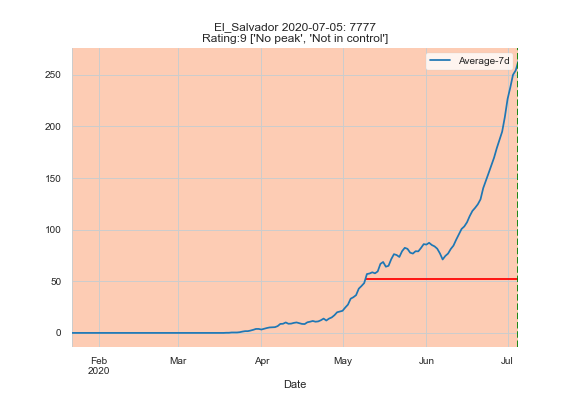 El_Salvador 2020-07-05: 7777
Rating:9 ['No peak', 'Not in control']
Average-7d
250
200
150
100
50
0
Feb
2020
Mar
Apr
May
Jun
Jul
Date